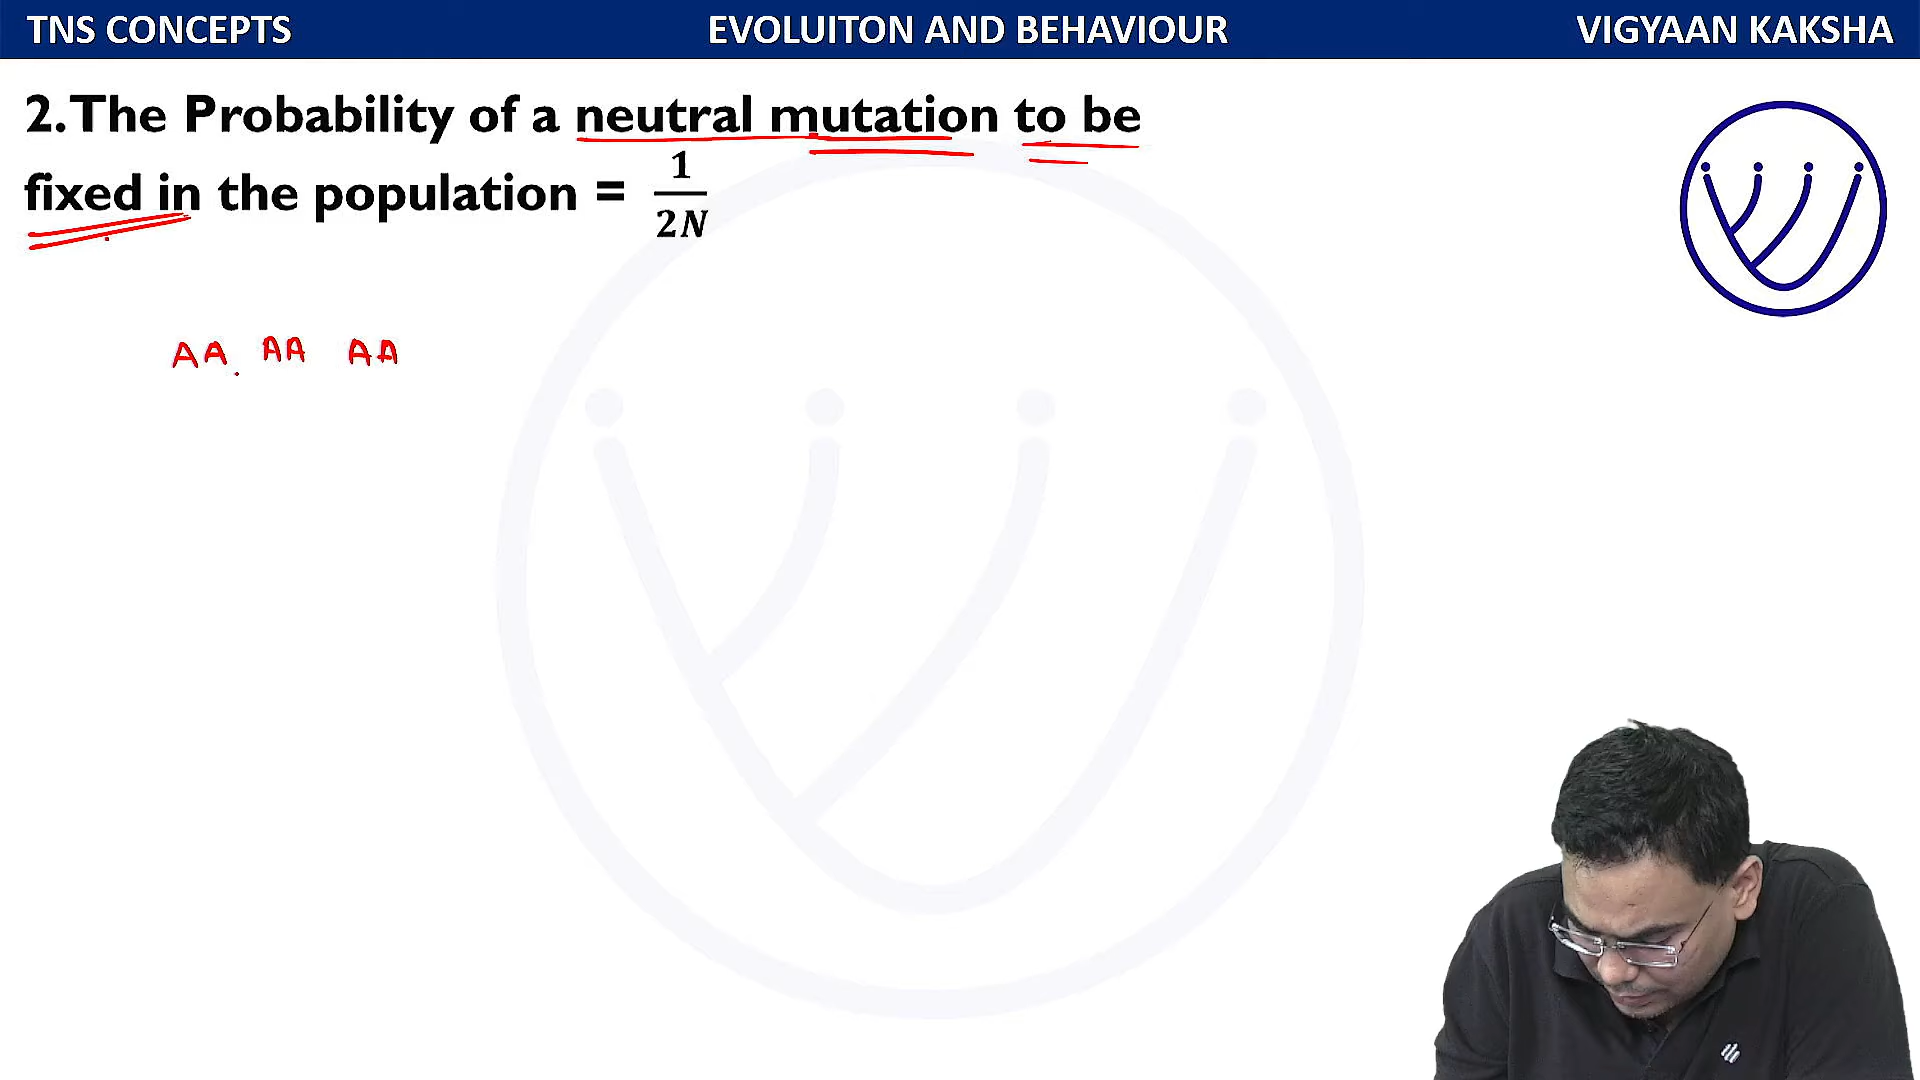 TNS CONCEPTS EVOLUITON AND BEHAVIOUR VIGYAAN KAKSHA
2. The Probability of a neutral mutation to be
fixed in the population = 1/2N
AA. AA AA